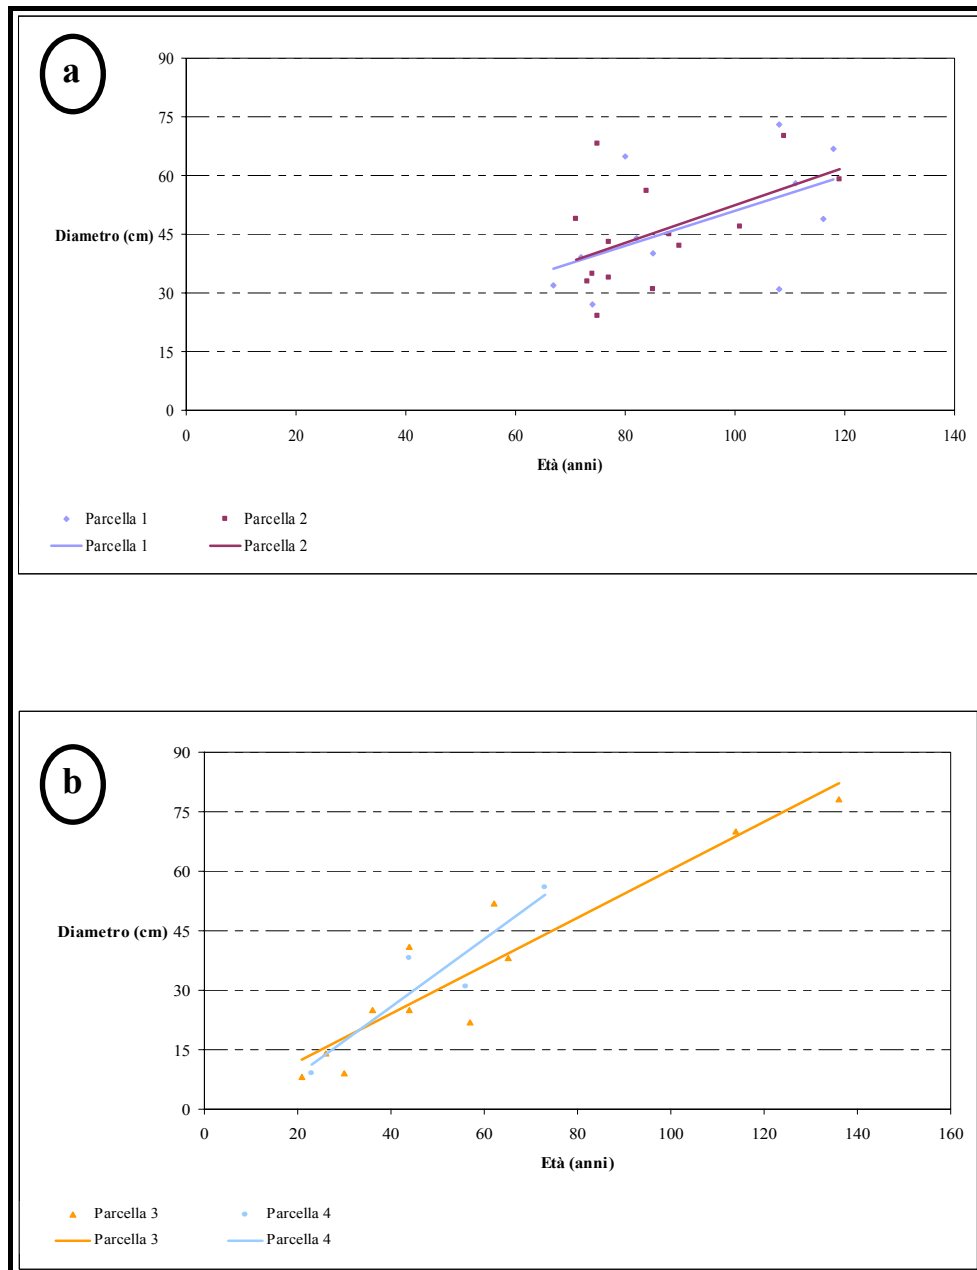 a
90
75
60
45
30
15
0
Diametro (cm)
0 20 40 60 80 100 120 140
Età (anni)
Parcella 1 Parcella 2
Parcella 1 Parcella 2
b
90
75
60
45
30
15
0
Diametro (cm)
0 20 40 60 80 100 120 140 160
Età (anni)
Parcella 3 Parcella 4
Parcella 3 Parcella 4